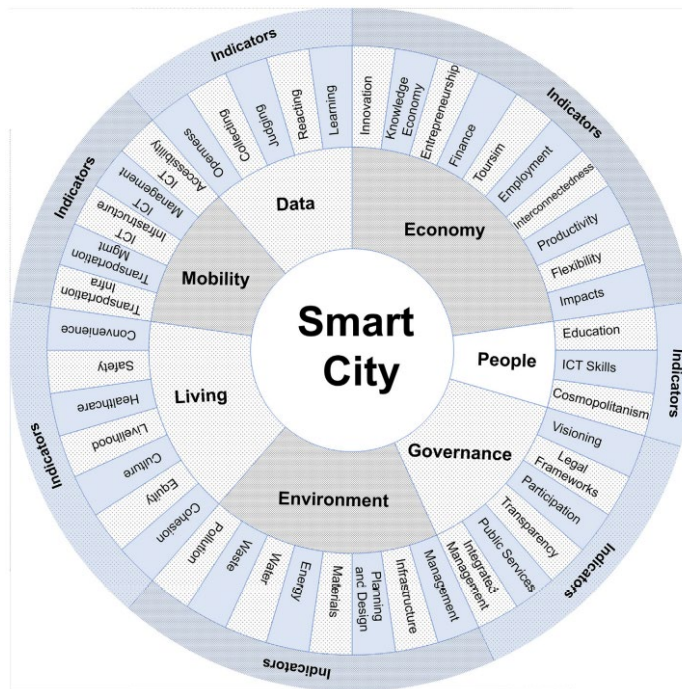 Smart
City
Economy
People
Governance
Environment
Living
Mobility
Data
Indicators
Innovation
Knowledge
Economy
Entrepreneurship
Finance
Toursim
Employment
Interconnectedness
Productivity
Flexibility
Impacts
Indicators
Education
ICT Skills
Cosmopolitanism
Indicators
Visioning
Legal
Frameworks
Participation
Transparency
Public Services
Integrated
Management
Indicators
Management
Infrastructure
Planning
and Design
Materials
Energy
Water
Waste
Pollution
Indicators
Cohesion
Equity
Culture
Livelihood
Healthcare
Safety
Convenience
Indicators
Transportation
Infra
Transportation
Mgmt
ICT
Infrastructure
ICT
Management
ICT
Accessibility
Indicators
Openness
Collecting
Judging
Reacting
Learning